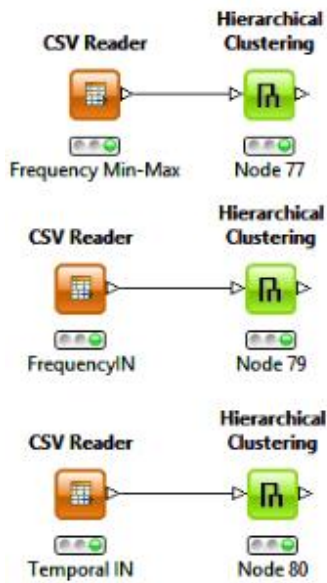 Hierarchical
CSV Reader Clustering
Frequency Min-Max Node 77
Hierarchical
CSV Reader Clustering
FrequencyIN Node 79
Hierarchical
CSV Reader Clustering
Temporal IN Node 80